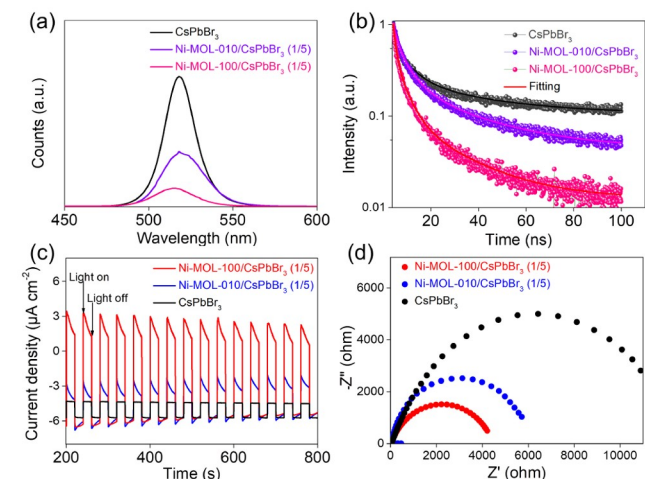 (a)
CsPbBr3
Ni-MOL-010/CsPbBr3 (1/5)
Ni-MOL-100/CsPbBr3 (1/5)
Counts (a.u.)
450 500 550 600
Wavelength (nm)
(b)
1
0.1
0.01
CsPbBr3
Ni-MOL-010/CsPbBr3
Ni-MOL-100/CsPbBr3
Fitting
Intensity (a.u.)
20 40 60 80 100
Time (ns)
(c)
6
3
0
-3
-6
Light on
Light off
Ni-MOL-100/CsPbBr3 (1/5)
Ni-MOL-010/CsPbBr3 (1/5)
CsPbBr3
Current density (μA cm-2)
200 300 400 500 600 700 800
Time (s)
(d)
Ni-MOL-100/CsPbBr3 (1/5)
Ni-MOL-010/CsPbBr3 (1/5)
CsPbBr3
6000
4000
2000
0
-Z" (ohm)
0 2000 4000 6000 8000 10000
Z' (ohm)